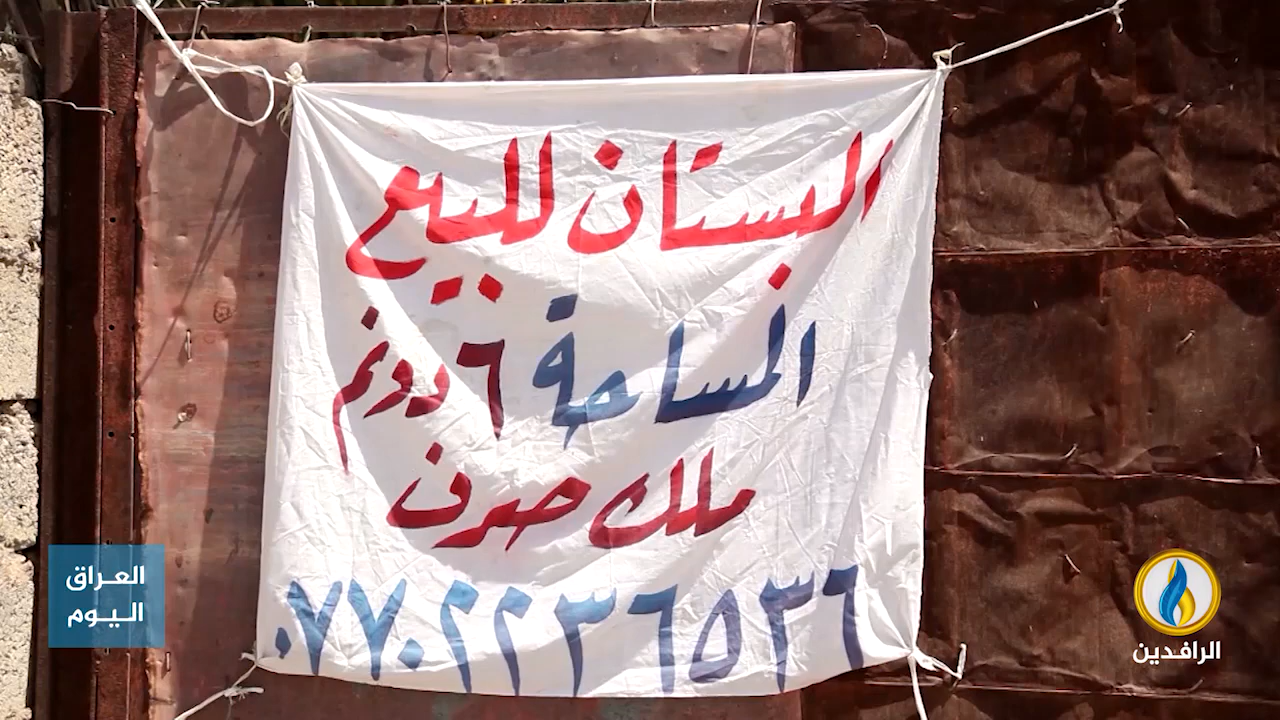 البستان للبيع
المساحة ٦ دونم
ملك صرف
٠٧٧٠٢٢٣٦٥٣٦
العراق
اليوم
الرافدين